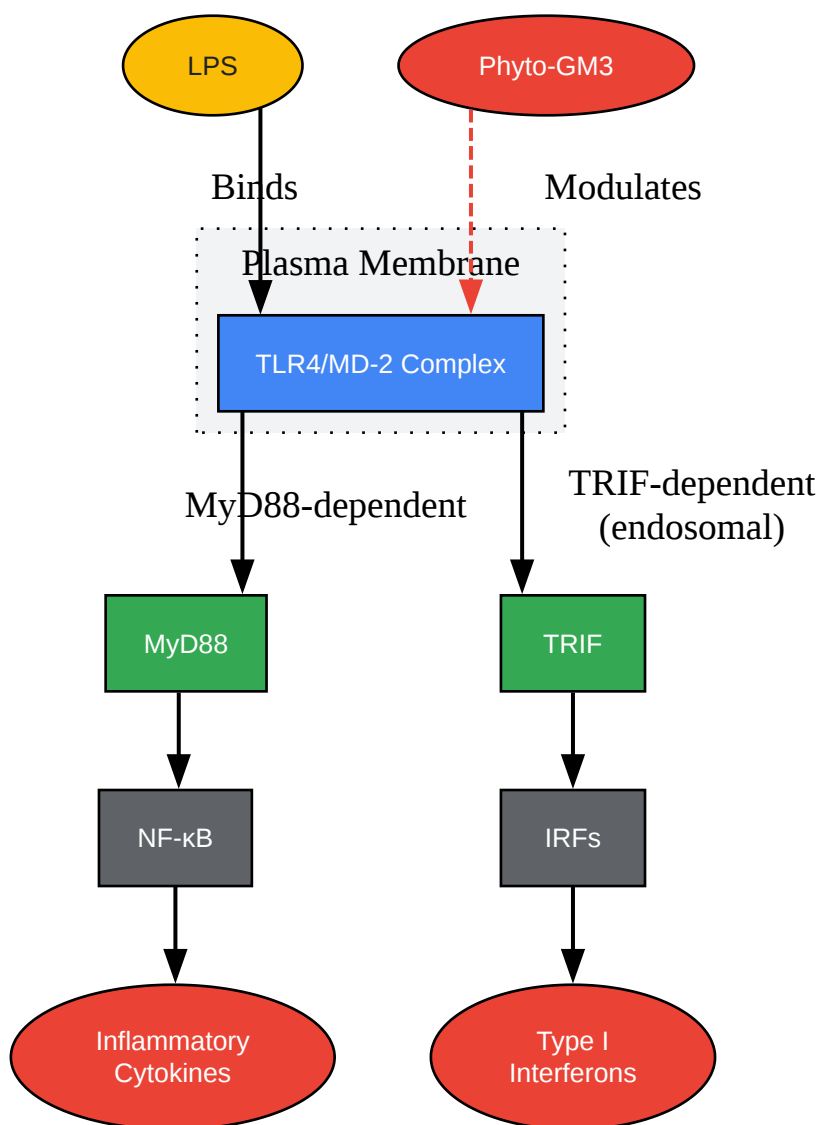 LPS
Phyto-GM3
Binds
Modulates
Plasma Membrane
TLR4/MD-2 Complex
MyD88-dependent
TRIF-dependent
(endosomal)
MyD88
TRIF
NF-κB
IRFs
Inflammatory
Cytokines
Type I
Interferons